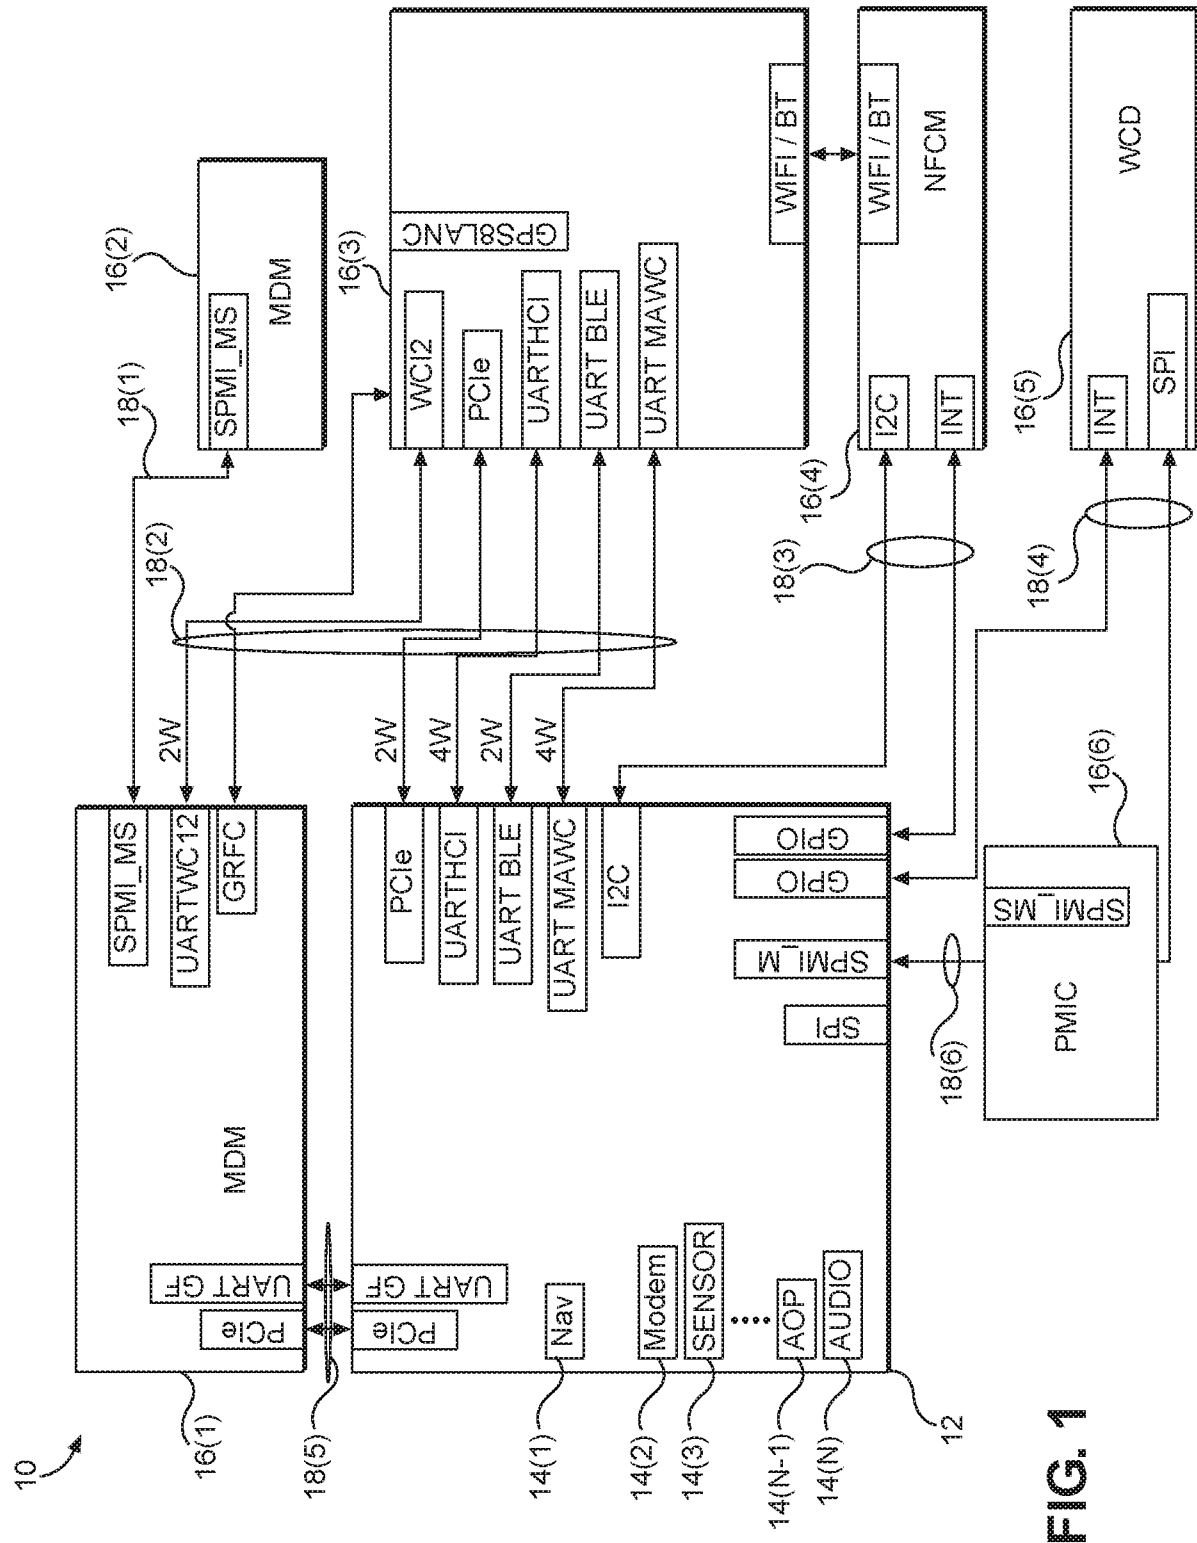 10
16(1)
MDM
PCIe
UART GF
SPMI_MS
UARTWC12
GRFC
18(1)
16(2)
SPMI_MS
MDM
18(5)
PCIe
UART GF
2W
18(2)
2W
4W
2W
4W
PCIe
UARTHCI
UART BLE
UART MAWC
I2C
14(1)
Nav
14(2)
Modem
14(3)
SENSOR
14(N-1)
AOP
14(N)
AUDIO
12
SPI
SPMI_M
GPIO
GPIO
16(3)
WCI2
PCIe
UARTHCI
UART BLE
UART MAWC
GPS8LANC
WIFI / BT
18(3)
16(4)
I2C
INT
WIFI / BT
NFCM
18(4)
16(5)
INT
SPI
WCD
18(6)
16(6)
SPMI_MS
PMIC
FIG. 1